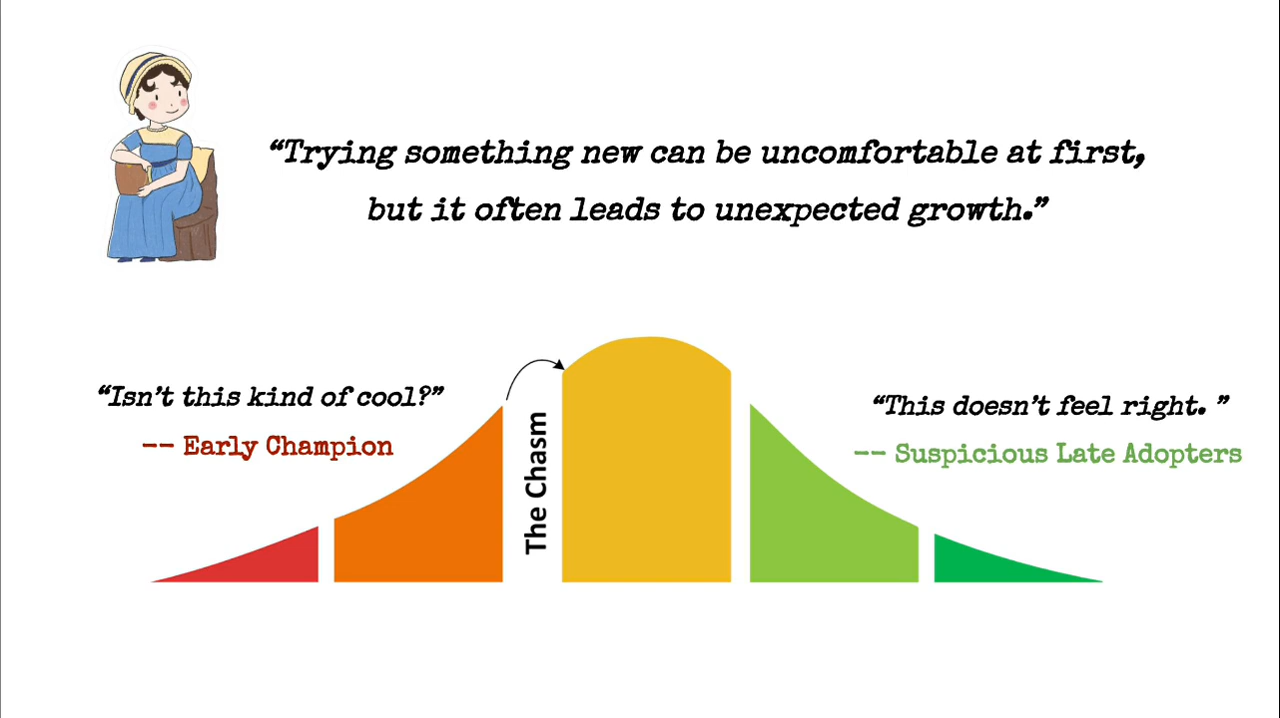 “Trying something new can be uncomfortable at first,
but it often leads to unexpected growth.”
“Isn’t this kind of cool?”
-- Early Champion
The Chasm
“This doesn’t feel right. ”
-- Suspicious Late Adopters